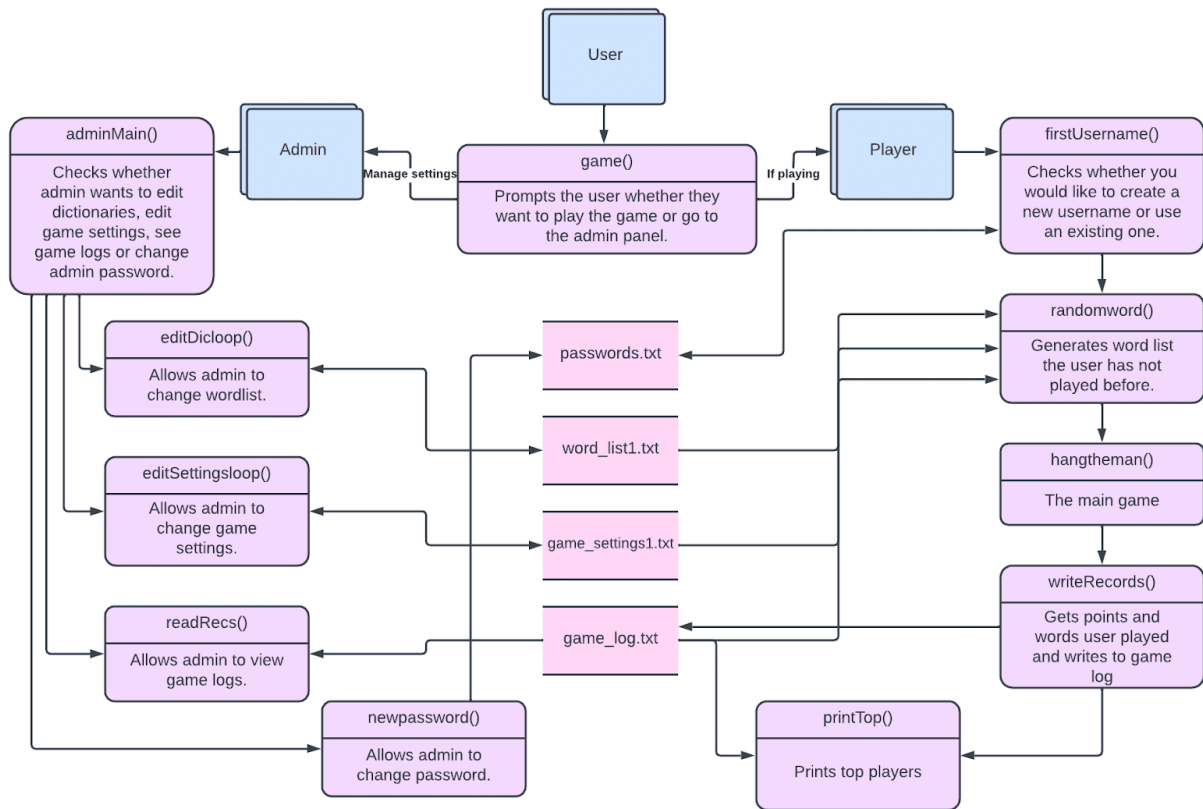 User
adminMain()
Checks whether
admin wants to edit
dictionaries, edit
game settings, see
game logs or change
admin password.
Admin
Manage settings
game()
Prompts the user whether they
want to play the game or go to
the admin panel.
If playing
Player
firstUsername()
Checks whether you
would like to create a
new username or use
an existing one.
editDicloop()
Allows admin to
change wordlist.
passwords.txt
randomword()
Generates word list
the user has not
played before.
word_list1.txt
hangtheman()
The main game
editSettingsloop()
Allows admin to
change game
settings.
game_settings1.txt
writeRecords()
Gets points and
words user played
and writes to game
log
readRecs()
Allows admin to view
game logs.
game_log.txt
newpassword()
Allows admin to
change password.
printTop()
Prints top players